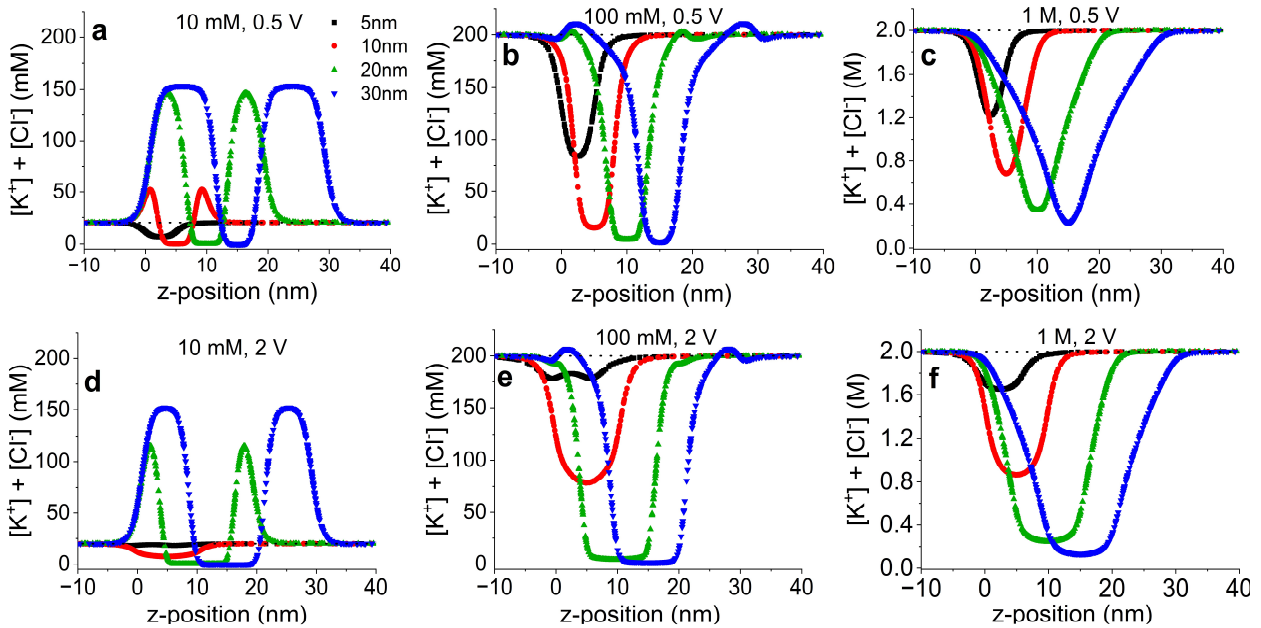 a
10 mM, 0.5 V
5nm
10nm
20nm
30nm
[K⁺] + [Cl⁻] (mM)
200
150
100
50
0
−10 0 10 20 30 40
z-position (nm)
b
100 mM, 0.5 V
[K⁺] + [Cl⁻] (mM)
200
150
100
50
0
−10 0 10 20 30 40
z-position (nm)
c
1 M, 0.5 V
[K⁺] + [Cl⁻] (M)
2.0
1.6
1.2
0.8
0.4
0.0
−10 0 10 20 30 40
z-position (nm)
d
10 mM, 2 V
[K⁺] + [Cl⁻] (mM)
200
150
100
50
0
−10 0 10 20 30 40
z-position (nm)
e
100 mM, 2 V
[K⁺] + [Cl⁻] (mM)
200
150
100
50
0
−10 0 10 20 30 40
z-position (nm)
f
1 M, 2 V
[K⁺] + [Cl⁻] (M)
2.0
1.6
1.2
0.8
0.4
0.0
−10 0 10 20 30 40
z-position (nm)